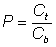 P = C_t / C_b